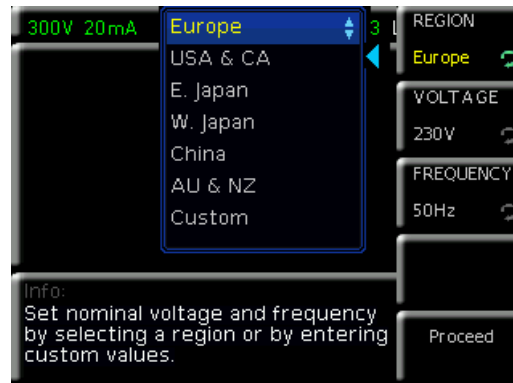 300V 20mA
3
Europe
USA & CA
E. Japan
W. Japan
China
AU & NZ
Custom
REGION
Europe
VOLTAGE
230V
FREQUENCY
50Hz
Proceed
Info:
Set nominal voltage and frequency
by selecting a region or by entering
custom values.